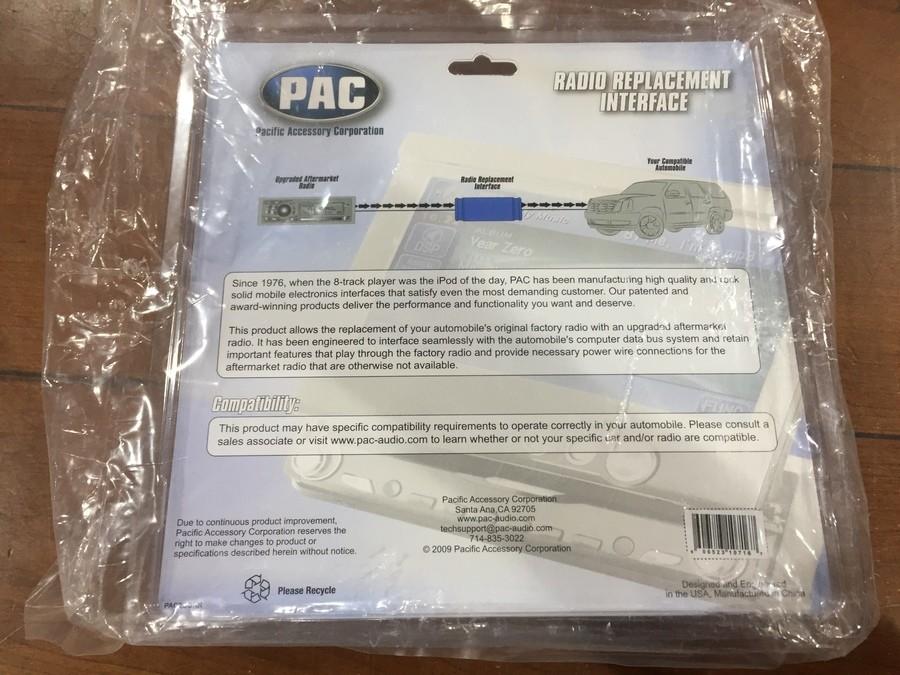 PAC
Pacific Accessory Corporation
RADIO REPLACEMENT
INTERFACE
Upgraded Aftermarket
Radio
Radio Replacement
Interface
Your Compatible
Automobile
DSP
My Music
ALBUM
Year Zero
Since 1976, when the 8-track player was the iPod of the day, PAC has been manufacturing high quality and rock
solid mobile electronics interfaces that satisfy even the most demanding customer. Our patented and
award-winning products deliver the performance and functionality you want and deserve.
This product allows the replacement of your automobile's original factory radio with an upgraded aftermarket
radio. It has been engineered to interface seamlessly with the automobile's computer data bus system and retain
important features that play through the factory radio and provide necessary power wire connections for the
aftermarket radio that are otherwise not available.
FUNC
Compatibility:
This product may have specific compatibility requirements to operate correctly in your automobile. Please consult a
sales associate or visit www.pac-audio.com to learn whether or not your specific car and/or radio are compatible.
Pacific Accessory Corporation
Santa Ana, CA 92705
www.pac-audio.com
techsupport@pac-audio.com
714-835-3022
© 2009 Pacific Accessory Corporation
Due to continuous product improvement,
Pacific Accessory Corporation reserves the
right to make changes to product or
specifications described herein without notice.
Please Recycle
Designed and Engineered
in the USA, Manufactured in China